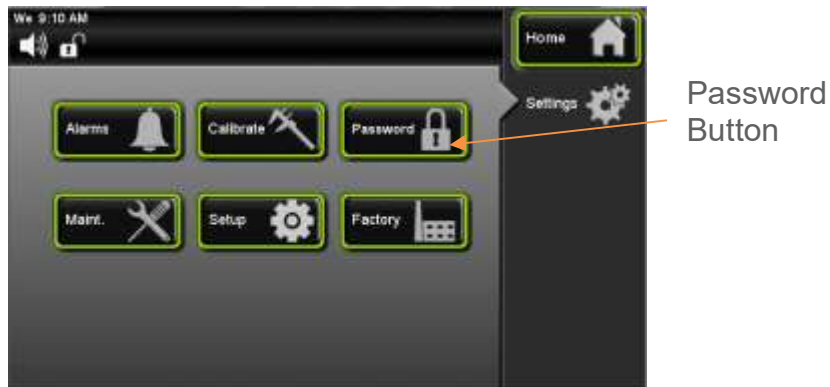 We 9:10 AM
Home
Settings
Password
Button
Alarms
Calibrate
Password
Maint.
Setup
Factory